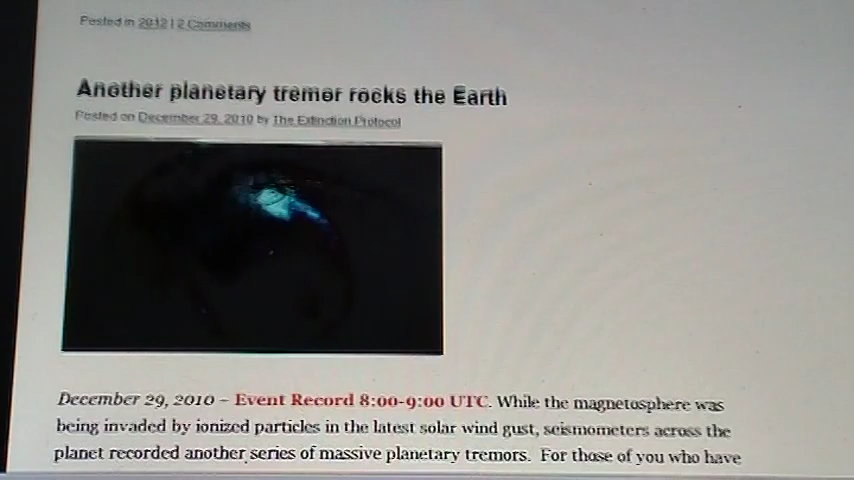 Posted in 2012 | 2 Comments
Another planetary tremor rocks the Earth
Posted on December 29, 2010 by The Extinction Protocol
December 29, 2010 – Event Record 8:00-9:00 UTC. While the magnetosphere was
being invaded by ionized particles in the latest solar wind gust, seismometers across the
planet recorded another series of massive planetary tremors. For those of you who have